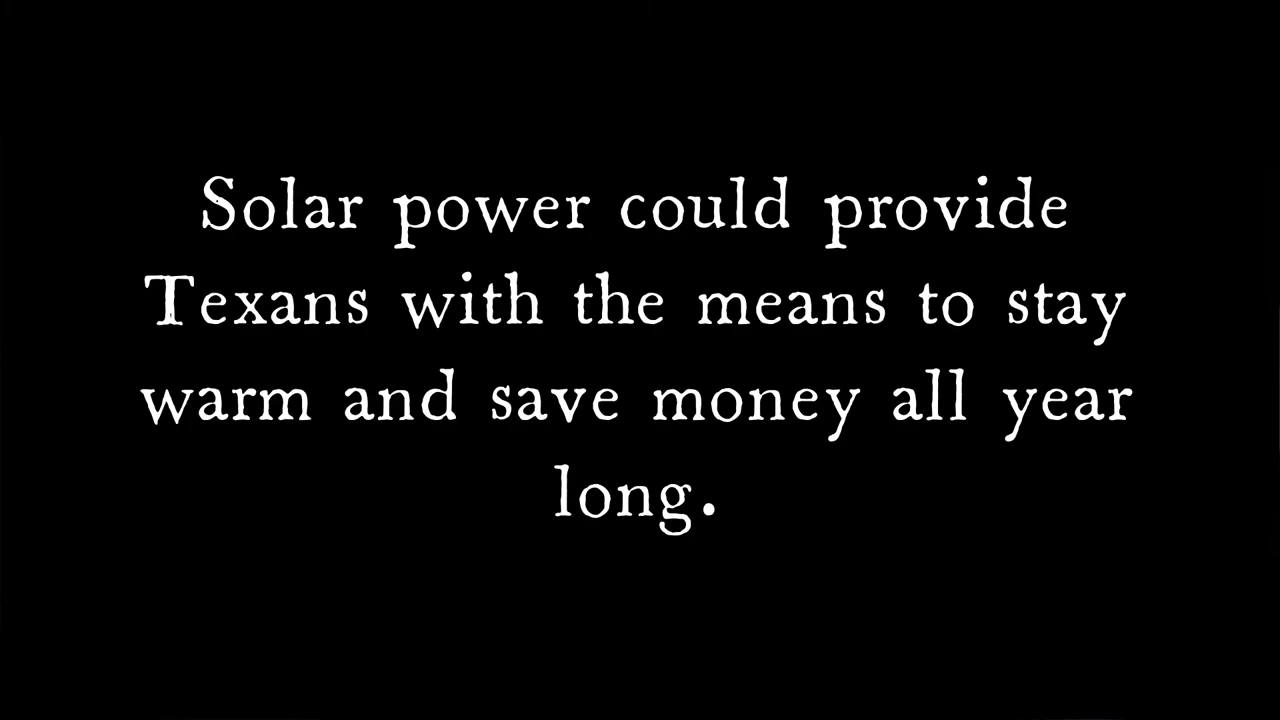 Solar power could provide
Texans with the means to stay
warm and save money all year
long.